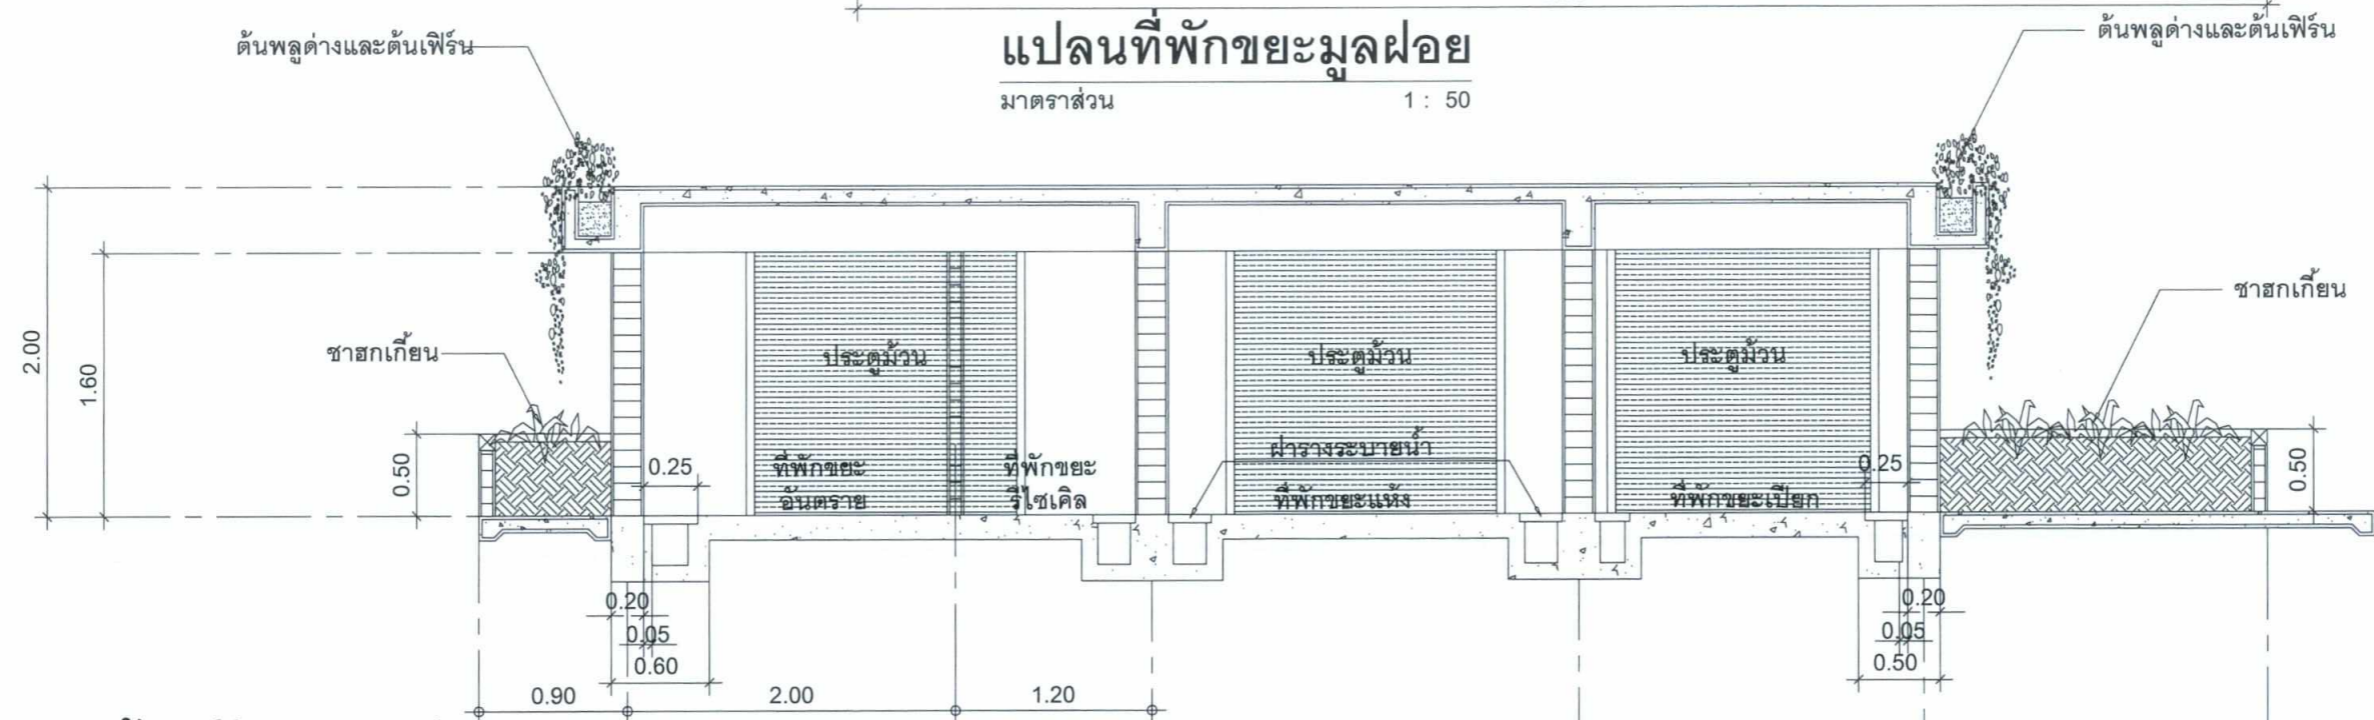 ต้นพลูด่างและต้นเฟิร์น
แปลนที่พักขยะมูลฝอย
ต้นพลูด่างและต้นเฟิร์น
มาตราส่วน 1 : 50
ชาฮกเกี้ยน
ชาฮกเกี้ยน
2.00
1.60
ประตูม้วน
ประตูม้วน
ประตูม้วน
0.50
0.25
ที่พักขยะ
อันตราย
ที่พักขยะ
รีไซเคิล
ฝารางระบายน้ำ
ที่พักขยะแห้ง
ที่พักขยะเปียก
0.25
0.50
0.20
0.05
0.60
0.20
0.05
0.50
0.90
2.00
1.20